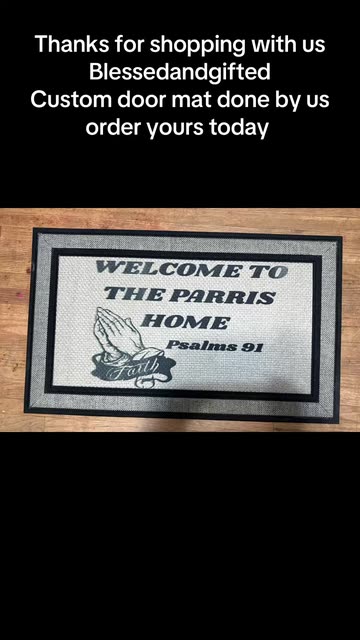 Thanks for shopping with us
Blessedandgifted
Custom door mat done by us
order yours today
WELCOME TO
THE PARRIS
HOME
Psalms 91
Faith